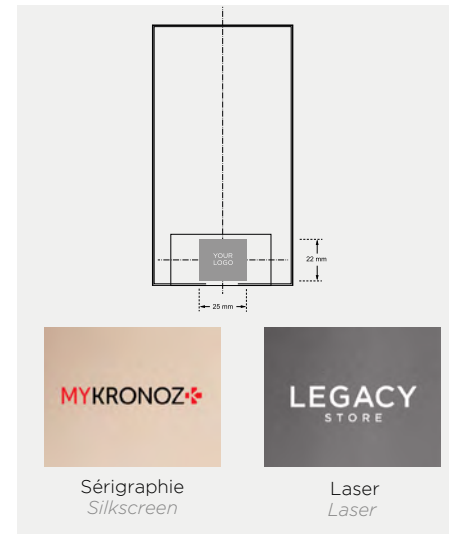 YOUR
LOGO
22 mm
25 mm
MYKRONOZ
LEGACY
STORE
Sérigraphie
Silkscreen
Laser
Laser